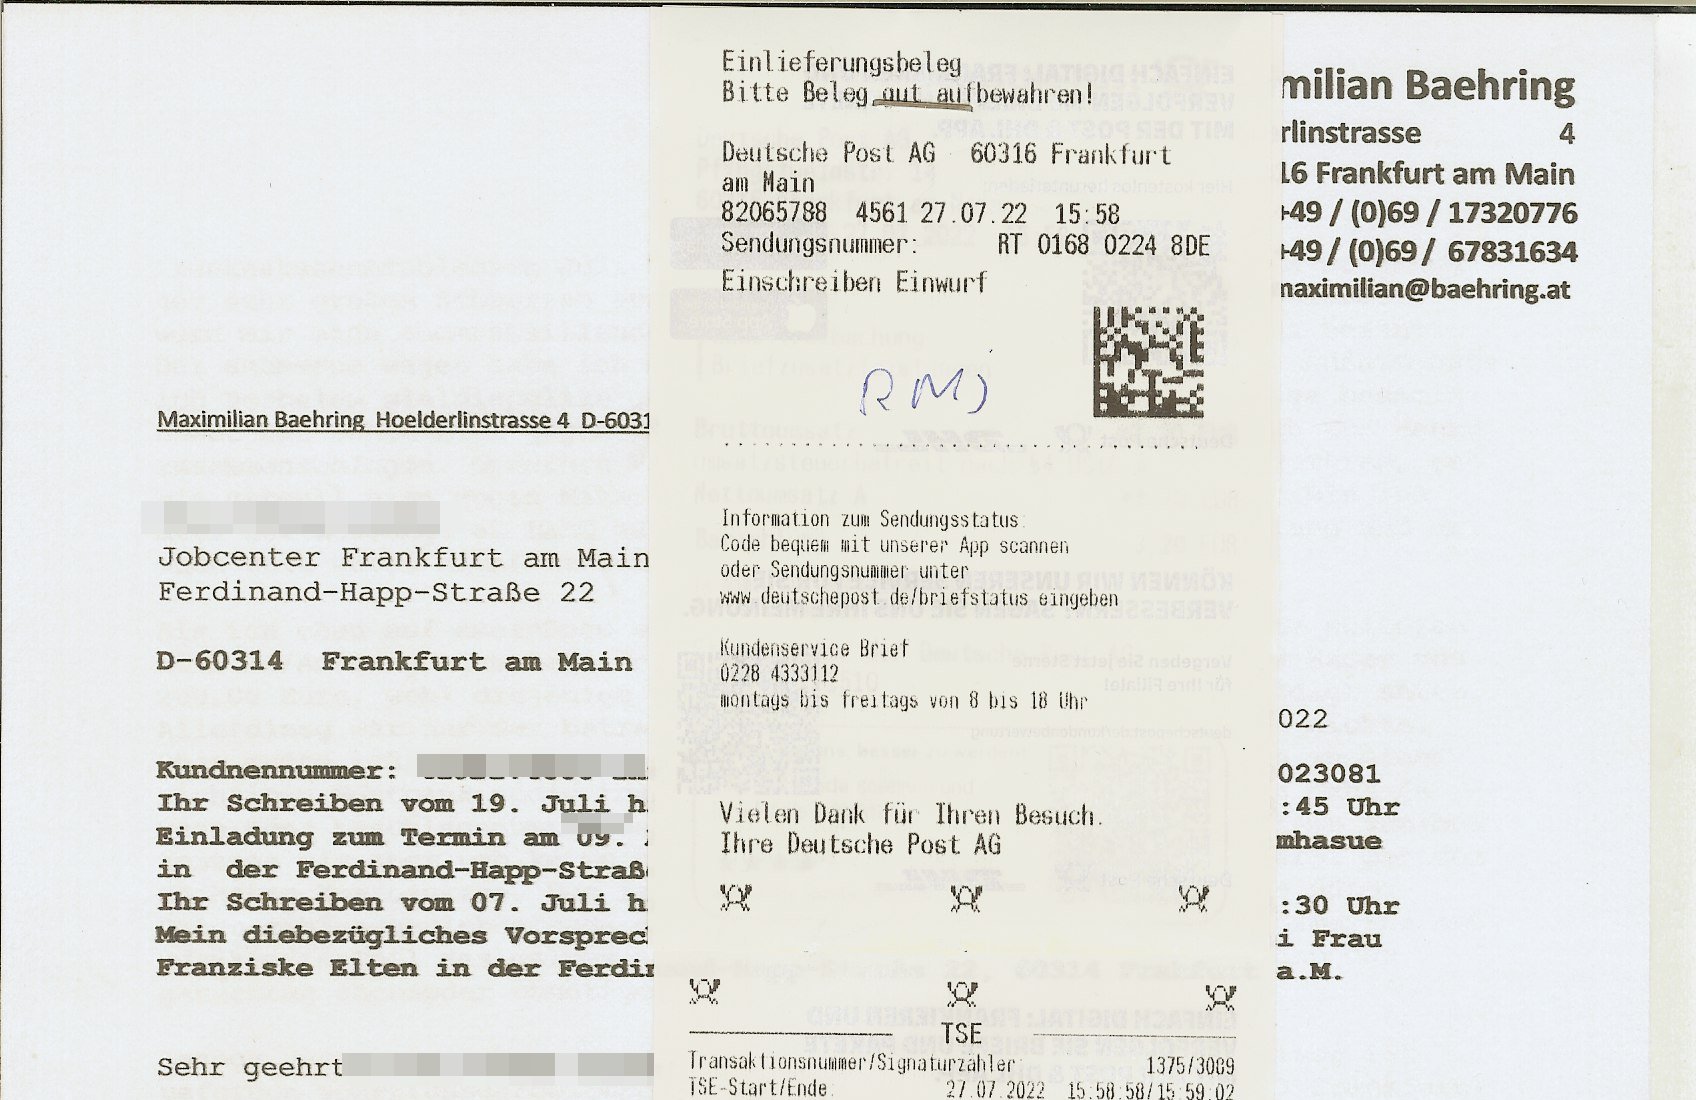 Einlieferungsbeleg
Bitte Beleg gut aufbewahren!
Deutsche Post AG 60316 Frankfurt
am Main
82065788 4561 27.07.22 15:58
Sendungsnummer: RT 0168 0224 8DE
Einschreiben Einwurf
RMJ
Information zum Sendungsstatus:
Code bequem mit unserer App scannen
oder Sendungsnummer unter
www.deutschepost.de/briefstatus eingeben
Kundenservice Brief
0228 4333112
montags bis freitags von 8 bis 18 Uhr
Vielen Dank für Ihren Besuch.
Ihre Deutsche Post AG
TSE
Transaktionsnummer/Signaturzähler: 1375/3089
TSE-Start/Ende: 27.07.2022 15:58:58/15:59:02
milian Baehring
rlinstrasse 4
16 Frankfurt am Main
+49 / (0)69 / 17320776
+49 / (0)69 / 67831634
maximilian@baehring.at
Maximilian Baehring Hoelderlinstrasse 4 D-6031
Jobcenter Frankfurt am Main
Ferdinand-Happ-Straße 22
D-60314 Frankfurt am Main
022
Kundnennummer: 023081
Ihr Schreiben vom 19. Juli h :45 Uhr
Einladung zum Termin am 09. mhasue
in der Ferdinand-Happ-Straß
Ihr Schreiben vom 07. Juli h :30 Uhr
Mein diebezügliches Vorsprec i Frau
Franziske Elten in der Ferdin a.M.
Sehr geehrt